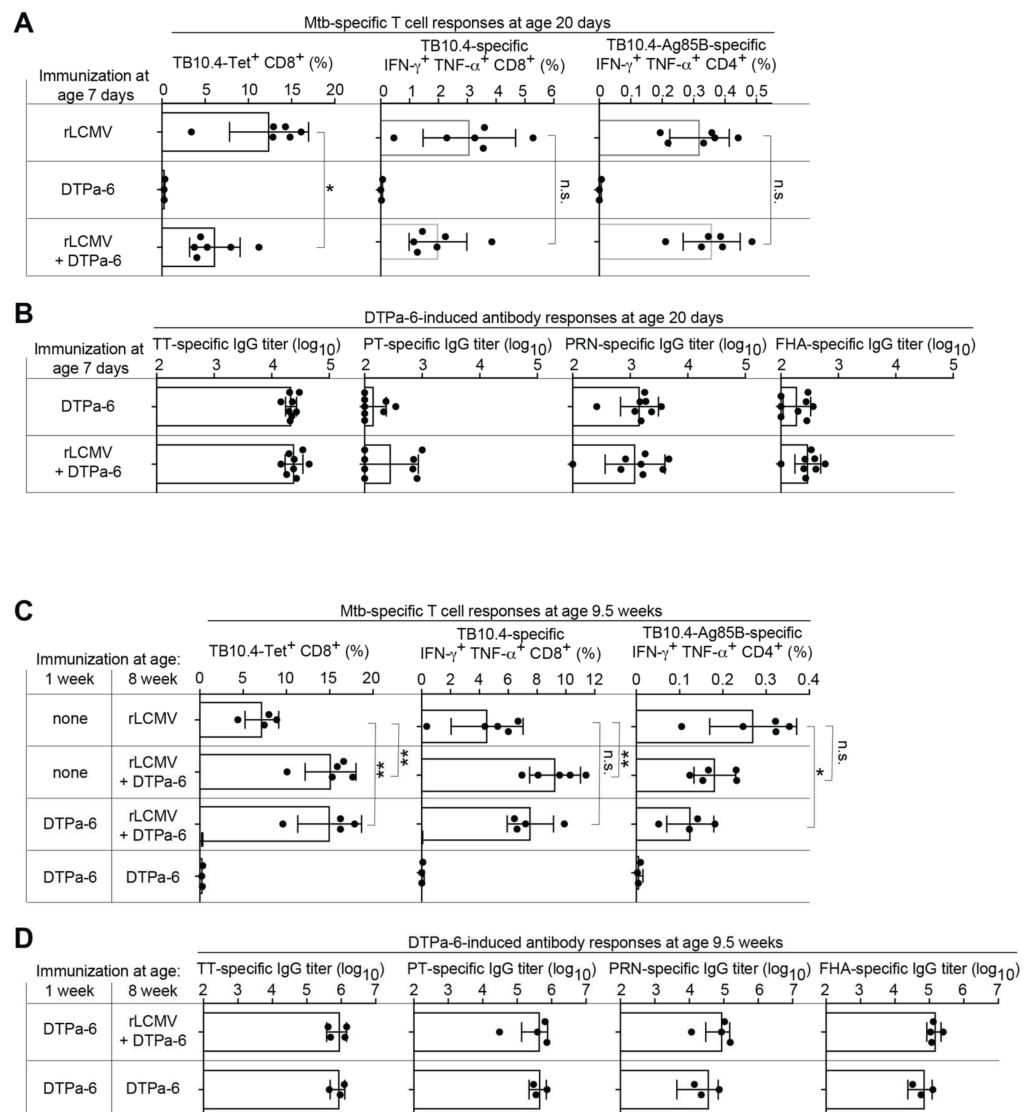 A
Mtb-specific T cell responses at age 20 days
Immunization at
age 7 days
TB10.4-Tet+ CD8+ (%)
TB10.4-specific
IFN-γ+ TNF-α+ CD8+ (%)
TB10.4-Ag85B-specific
IFN-γ+ TNF-α+ CD4+ (%)
0 5 10 15 20
0 1 2 3 4 5 6
0 0.1 0.2 0.3 0.4 0.5
rLCMV
DTPa-6
rLCMV
+ DTPa-6
*
n.s.
n.s.
B
DTPa-6-induced antibody responses at age 20 days
Immunization at
age 7 days
TT-specific IgG titer (log10)
PT-specific IgG titer (log10)
PRN-specific IgG titer (log10)
FHA-specific IgG titer (log10)
2 3 4 5
2 3 4 5
2 3 4 5
2 3 4 5
DTPa-6
rLCMV
+ DTPa-6
C
Mtb-specific T cell responses at age 9.5 weeks
Immunization at age:
1 week 8 week
TB10.4-Tet+ CD8+ (%)
TB10.4-specific
IFN-γ+ TNF-α+ CD8+ (%)
TB10.4-Ag85B-specific
IFN-γ+ TNF-α+ CD4+ (%)
0 5 10 15 20
0 2 4 6 8 10 12
0 0.1 0.2 0.3 0.4
none rLCMV
none rLCMV
+ DTPa-6
DTPa-6 rLCMV
+ DTPa-6
DTPa-6 DTPa-6
**
**
n.s.
**
*
n.s.
D
DTPa-6-induced antibody responses at age 9.5 weeks
Immunization at age:
1 week 8 week
TT-specific IgG titer (log10)
PT-specific IgG titer (log10)
PRN-specific IgG titer (log10)
FHA-specific IgG titer (log10)
2 3 4 5 6 7
2 3 4 5 6 7
2 3 4 5 6 7
2 3 4 5 6 7
DTPa-6 rLCMV
+ DTPa-6
DTPa-6 DTPa-6